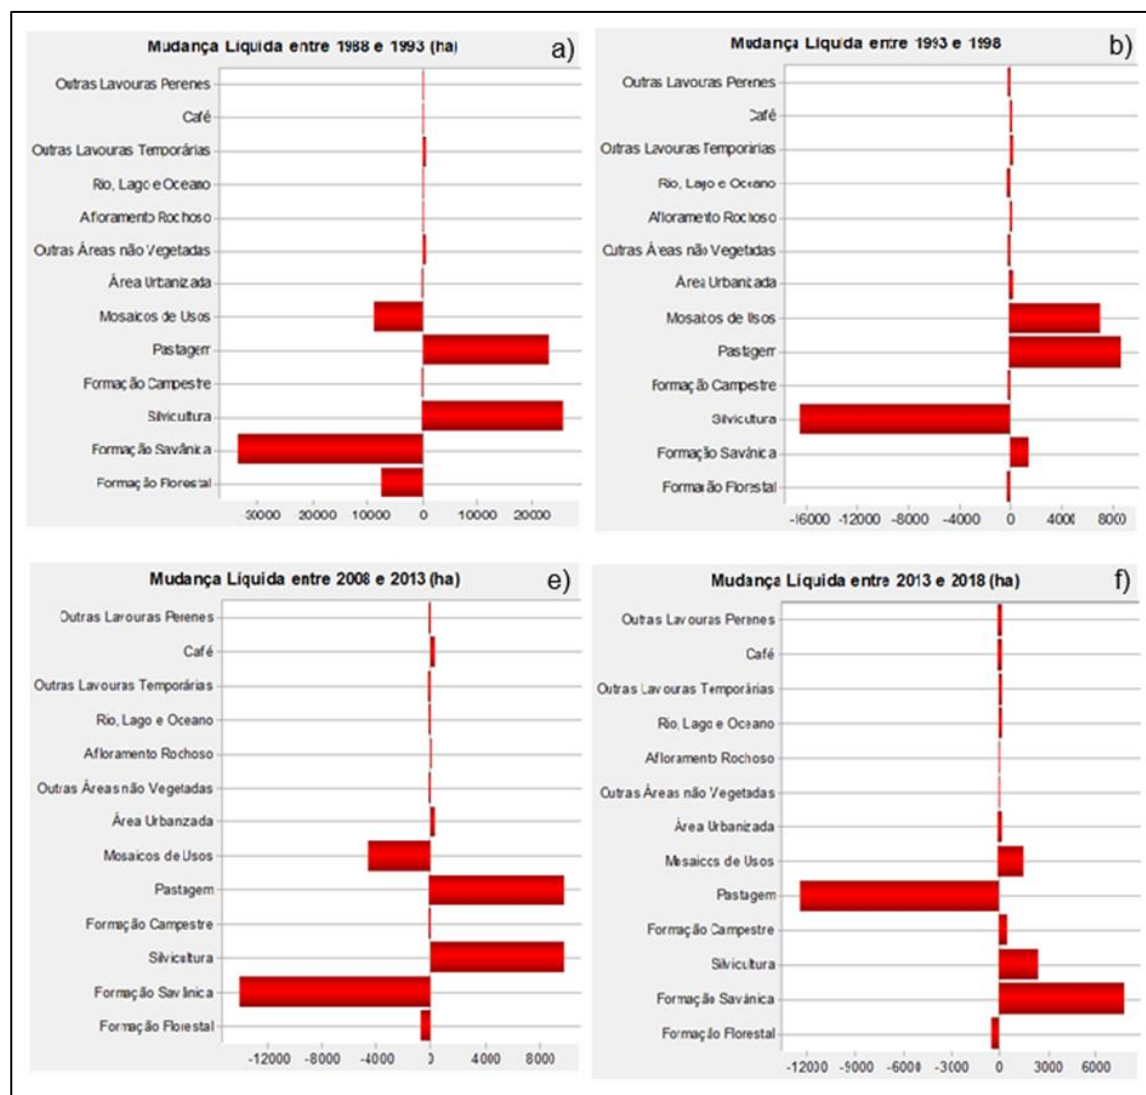 Mudança Líquida entre 1988 e 1993 (ha)
a)
Outras Lavouras Perenes
Café
Outras Lavouras Temporárias
Rio, Lago e Oceano
Afloramento Rochoso
Outras Áreas não Vegetadas
Área Urbanizada
Mosaicos de Usos
Pastagem
Formação Campestre
Silvicultura
Formação Savânica
Formação Florestal
-30000 20000 10000 0 10000 20000
Mudança Líquida entre 1993 e 1998
b)
Outras Lavouras Perenes
Café
Outras Lavouras Temporárias
Rio, Lago e Oceano
Afloramento Rochoso
Outras Áreas não Vegetadas
Área Urbanizada
Mosaicos de Usos
Pastagem
Formação Campestre
Silvicultura
Formação Savânica
Formação Florestal
-16000 -12000 -8000 -4000 0 4000 8000
Mudança Líquida entre 2008 e 2013 (ha)
e)
Outras Lavouras Perenes
Café
Outras Lavouras Temporárias
Rio, Lago e Oceano
Afloramento Rochoso
Outras Áreas não Vegetadas
Área Urbanzada
Mosaicos de Usos
Pastagem
Formação Campestre
Silvicultura
Formação Savânica
Formação Florestal
-12000 -8000 -4000 0 4000 8000
Mudança Líquida entre 2013 e 2018 (ha)
f)
Outras Lavouras Perenes
Café
Outras Lavouras Temporárias
Rio, Lago e Oceano
Afloramento Rochoso
Outras Áreas não Vegetadas
Área Urbanizada
Mosaicos de Usos
Pastagem
Formação Campestre
Silvicultura
Formação Savânica
Formação Florestal
-12000 -9000 -6000 -3000 0 3000 6000